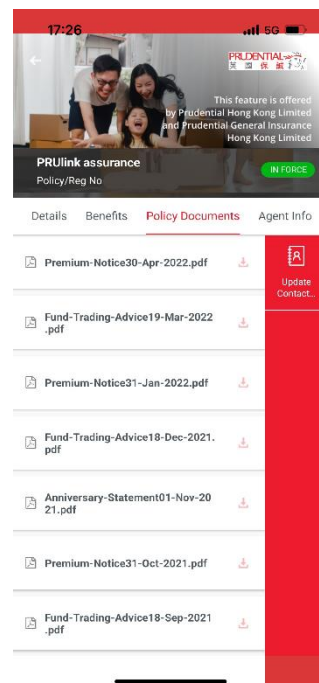 17:26
5G
PRUDENTIAL
英國保誠
This feature is offered
by Prudential Hong Kong Limited
and Prudential General Insurance
Hong Kong Limited
PRUlink assurance
Policy/Reg No
IN FORCE
Details Benefits Policy Documents Agent Info
Premium-Notice30-Apr-2022.pdf
Update
Contact...
Fund-Trading-Advice19-Mar-2022
.pdf
Premium-Notice31-Jan-2022.pdf
Fund-Trading-Advice18-Dec-2021.
pdf
Anniversary-Statement01-Nov-20
21.pdf
Premium-Notice31-Oct-2021.pdf
Fund-Trading-Advice18-Sep-2021
.pdf